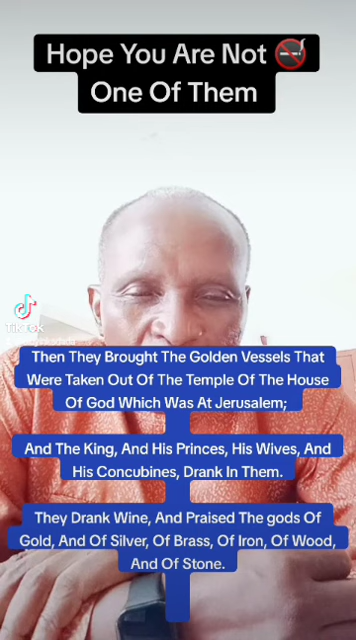 Hope You Are Not 🚭
One Of Them
TikTok
Then They Brought The Golden Vessels That
Were Taken Out Of The Temple Of The House
Of God Which Was At Jerusalem;
And The King, And His Princes, His Wives, And
His Concubines, Drank In Them.
They Drank Wine, And Praised The gods Of
Gold, And Of Silver, Of Brass, Of Iron, Of Wood,
And Of Stone.